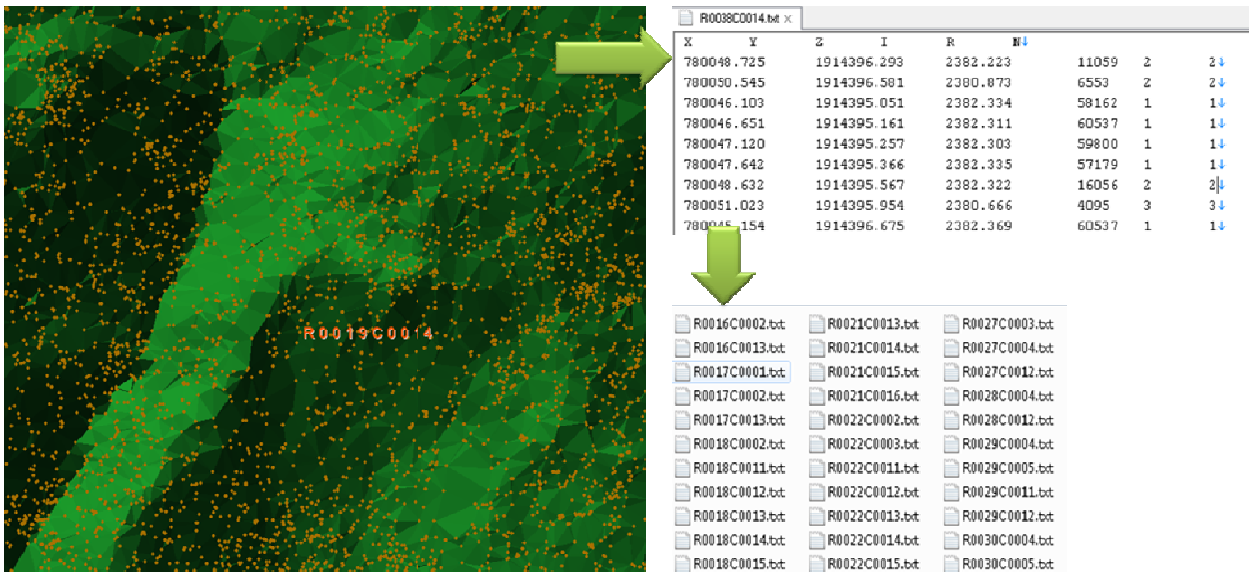 R0019C0014
R0038C0014.txt ×
X Y Z I R N↓
780048.725 1914396.293 2382.223 11059 2 2↓
780050.545 1914396.581 2380.873 6553 2 2↓
780046.103 1914395.051 2382.334 58162 1 1↓
780046.651 1914395.161 2382.311 60537 1 1↓
780047.120 1914395.257 2382.303 59800 1 1↓
780047.642 1914395.366 2382.335 57179 1 1↓
780048.632 1914395.567 2382.322 16056 2 2↓
780051.023 1914395.954 2380.666 4095 3 3↓
1914396.675 2382.369 60537 1 1↓
R0016C0002.txt R0021C0013.txt R0027C0003.txt
R0016C0013.txt R0021C0014.txt R0027C0004.txt
R0017C0001.txt R0021C0015.txt R0027C0012.txt
R0017C0002.txt R0021C0016.txt R0028C0004.txt
R0017C0013.txt R0022C0002.txt R0028C0012.txt
R0018C0002.txt R0022C0003.txt R0029C0004.txt
R0018C0011.txt R0022C0011.txt R0029C0005.txt
R0018C0012.txt R0022C0012.txt R0029C0011.txt
R0018C0013.txt R0022C0013.txt R0029C0012.txt
R0018C0014.txt R0022C0014.txt R0030C0004.txt
R0018C0015.txt R0022C0015.txt R0030C0005.txt